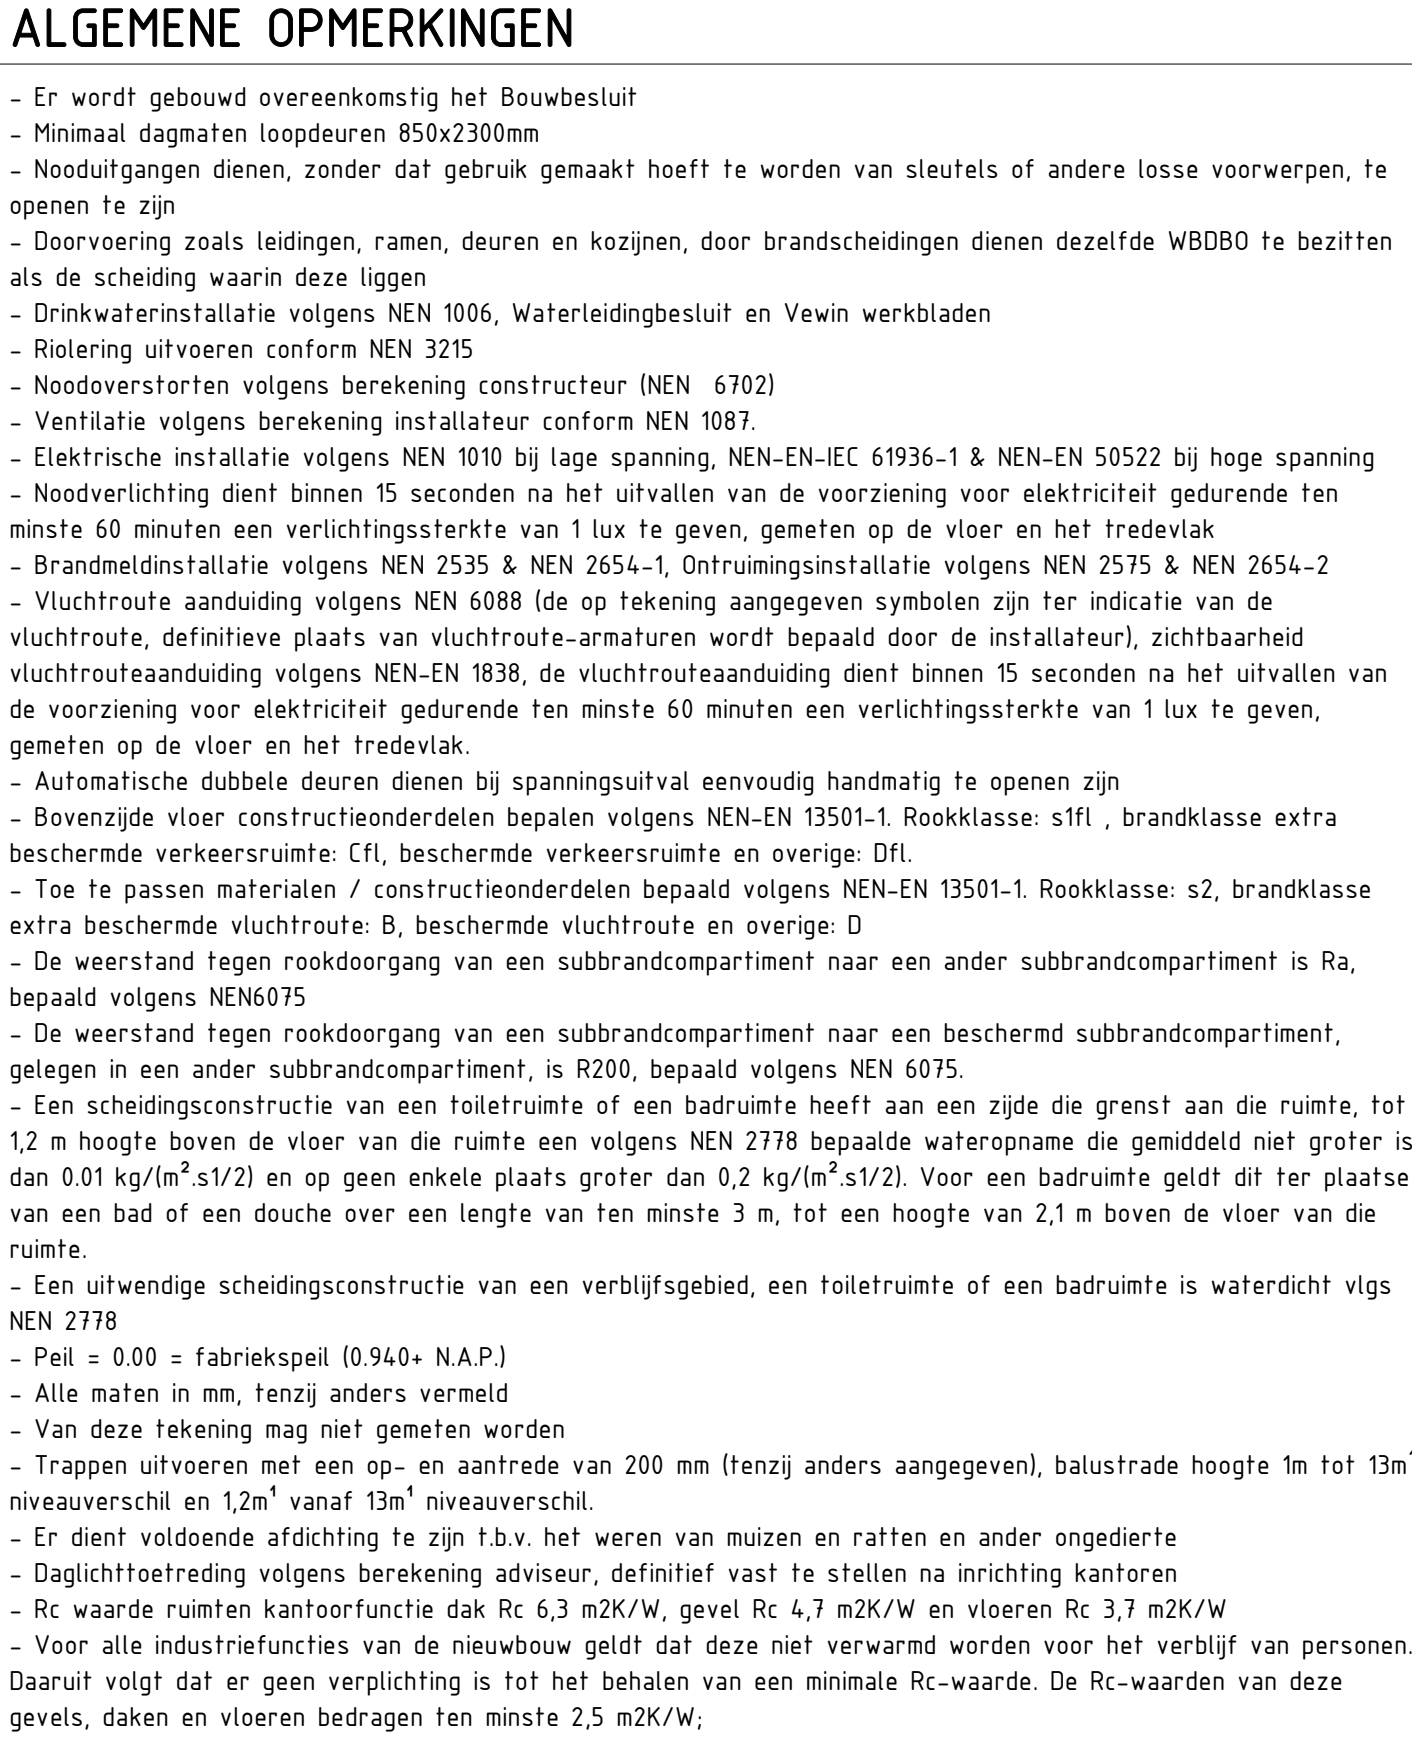 ALGEMENE OPMERKINGEN
- Er wordt gebouwd overeenkomstig het Bouwbesluit
- Minimaal dagmaten loopdeuren 850x2300mm
- Nooduitgangen dienen, zonder dat gebruik gemaakt hoeft te worden van sleutels of andere losse voorwerpen, te
openen te zijn
- Doorvoering zoals leidingen, ramen, deuren en kozijnen, door brandscheidingen dienen dezelfde WBDBO te bezitten
als de scheiding waarin deze liggen
- Drinkwaterinstallatie volgens NEN 1006, Waterleidingbesluit en Vewin werkbladen
- Riolering uitvoeren conform NEN 3215
- Noodoverstorten volgens berekening constructeur (NEN  6702)
- Ventilatie volgens berekening installateur conform NEN 1087.
- Elektrische installatie volgens NEN 1010 bij lage spanning, NEN-EN-IEC 61936-1 & NEN-EN 50522 bij hoge spanning
- Noodverlichting dient binnen 15 seconden na het uitvallen van de voorziening voor elektriciteit gedurende ten
minste 60 minuten een verlichtingssterkte van 1 lux te geven, gemeten op de vloer en het tredevlak
- Brandmeldinstallatie volgens NEN 2535 & NEN 2654-1, Ontruimingsinstallatie volgens NEN 2575 & NEN 2654-2
- Vluchtroute aanduiding volgens NEN 6088 (de op tekening aangegeven symbolen zijn ter indicatie van de
vluchtroute, definitieve plaats van vluchtroute-armaturen wordt bepaald door de installateur), zichtbaarheid
vluchtrouteaanduiding volgens NEN-EN 1838, de vluchtrouteaanduiding dient binnen 15 seconden na het uitvallen van
de voorziening voor elektriciteit gedurende ten minste 60 minuten een verlichtingssterkte van 1 lux te geven,
gemeten op de vloer en het tredevlak.
- Automatische dubbele deuren dienen bij spanningsuitval eenvoudig handmatig te openen zijn
- Bovenzijde vloer constructieonderdelen bepalen volgens NEN-EN 13501-1. Rookklasse: s1fl , brandklasse extra
beschermde verkeersruimte: Cfl, beschermde verkeersruimte en overige: Dfl.
- Toe te passen materialen / constructieonderdelen bepaald volgens NEN-EN 13501-1. Rookklasse: s2, brandklasse
extra beschermde vluchtroute: B, beschermde vluchtroute en overige: D
- De weerstand tegen rookdoorgang van een subbrandcompartiment naar een ander subbrandcompartiment is Ra,
bepaald volgens NEN6075
- De weerstand tegen rookdoorgang van een subbrandcompartiment naar een beschermd subbrandcompartiment,
gelegen in een ander subbrandcompartiment, is R200, bepaald volgens NEN 6075.
- Een scheidingsconstructie van een toiletruimte of een badruimte heeft aan een zijde die grenst aan die ruimte, tot
1,2 m hoogte boven de vloer van die ruimte een volgens NEN 2778 bepaalde wateropname die gemiddeld niet groter is
dan 0.01 kg/(m².s1/2) en op geen enkele plaats groter dan 0,2 kg/(m².s1/2). Voor een badruimte geldt dit ter plaatse
van een bad of een douche over een lengte van ten minste 3 m, tot een hoogte van 2,1 m boven de vloer van die
ruimte.
- Een uitwendige scheidingsconstructie van een verblijfsgebied, een toiletruimte of een badruimte is waterdicht vlgs
NEN 2778
- Peil = 0.00 = fabriekspeil (0.940+ N.A.P.)
- Alle maten in mm, tenzij anders vermeld
- Van deze tekening mag niet gemeten worden
- Trappen uitvoeren met een op- en aantrede van 200 mm (tenzij anders aangegeven), balustrade hoogte 1m tot 13m¹
niveauverschil en 1,2m¹ vanaf 13m¹ niveauverschil.
- Er dient voldoende afdichting te zijn t.b.v. het weren van muizen en ratten en ander ongedierte
- Daglichttoetreding volgens berekening adviseur, definitief vast te stellen na inrichting kantoren
- Rc waarde ruimten kantoorfunctie dak Rc 6,3 m2K/W, gevel Rc 4,7 m2K/W en vloeren Rc 3,7 m2K/W
- Voor alle industriefuncties van de nieuwbouw geldt dat deze niet verwarmd worden voor het verblijf van personen.
Daaruit volgt dat er geen verplichting is tot het behalen van een minimale Rc-waarde. De Rc-waarden van deze
gevels, daken en vloeren bedragen ten minste 2,5 m2K/W;